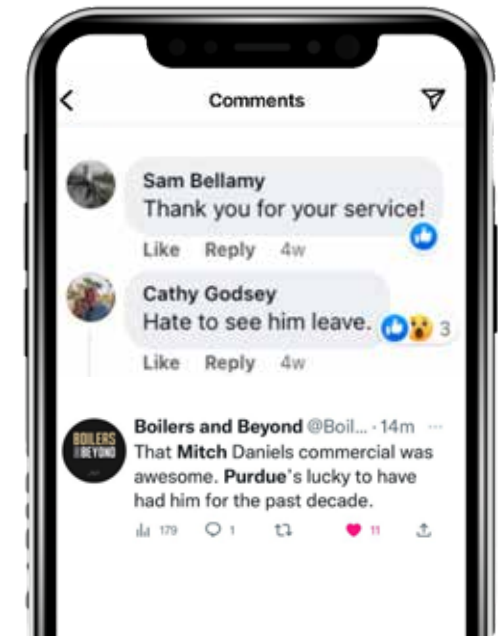 Comments
Sam Bellamy
Thank you for your service!
Like Reply 4w
Cathy Godsey
Hate to see him leave.
3
Like Reply 4w
BOILERS
BEYOND
Boilers and Beyond @Boil... · 14m ...
That Mitch Daniels commercial was
awesome. Purdue's lucky to have
had him for the past decade.
179 1 11